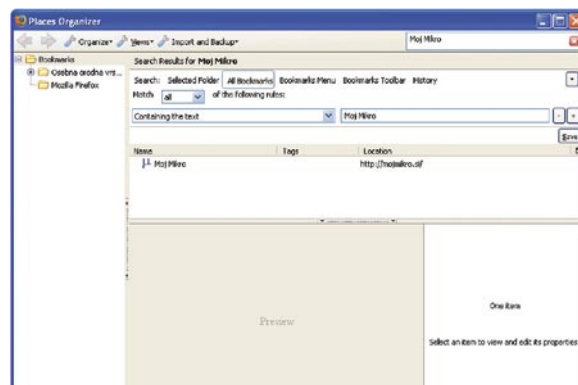 Places Organizer
Organize Views Import and Backup Moj Mikro
Bookmarks
Osebna orodna vrs...
Mozilla Firefox
Search Results for Moj Mikro
Search: Selected Folder All Bookmarks Bookmarks Menu Bookmarks Toolbar History
Match all of the following rules:
Containing the text Moj Mikro - +
Save
Name Tags Location
Moj Mikro http://mojmikro.si/
Preview
One item
Select an item to view and edit its properties